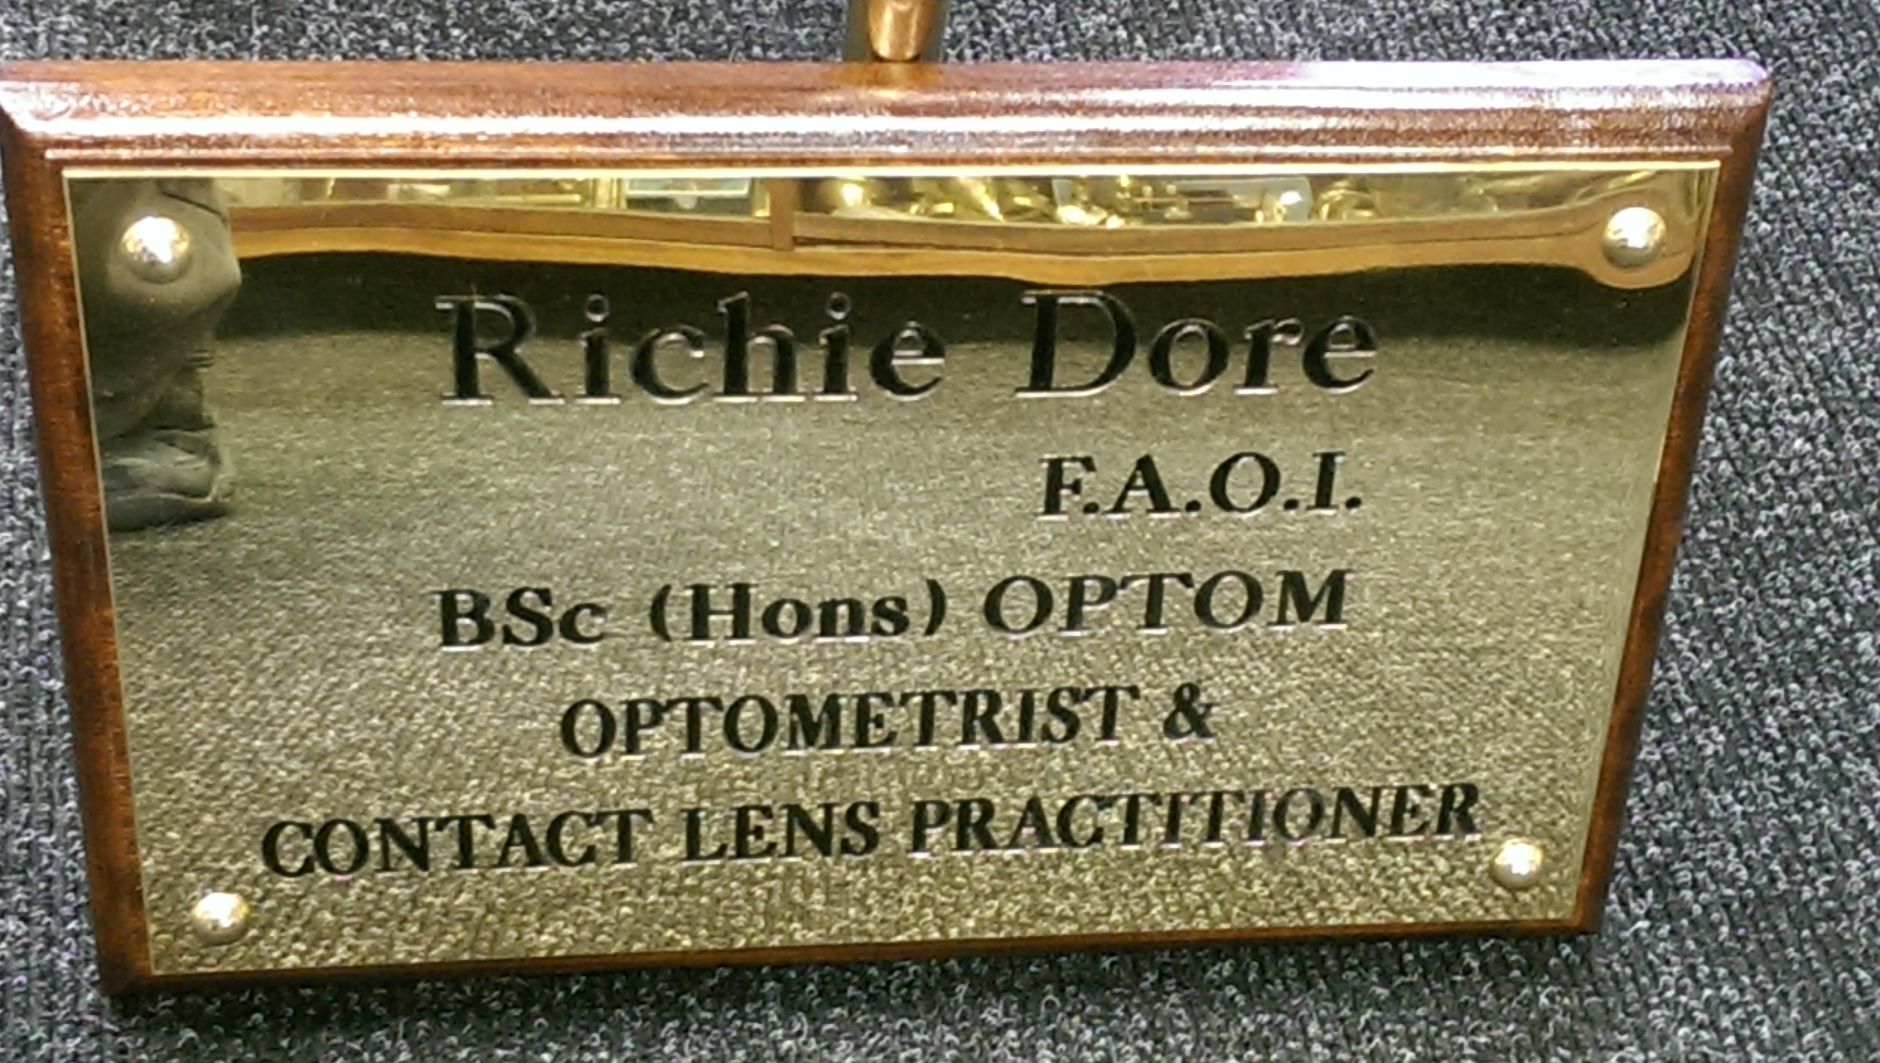 Richie Dore
F.A.O.I.
BSc (Hons) OPTOM
OPTOMETRIST &
CONTACT LENS PRACTITIONER